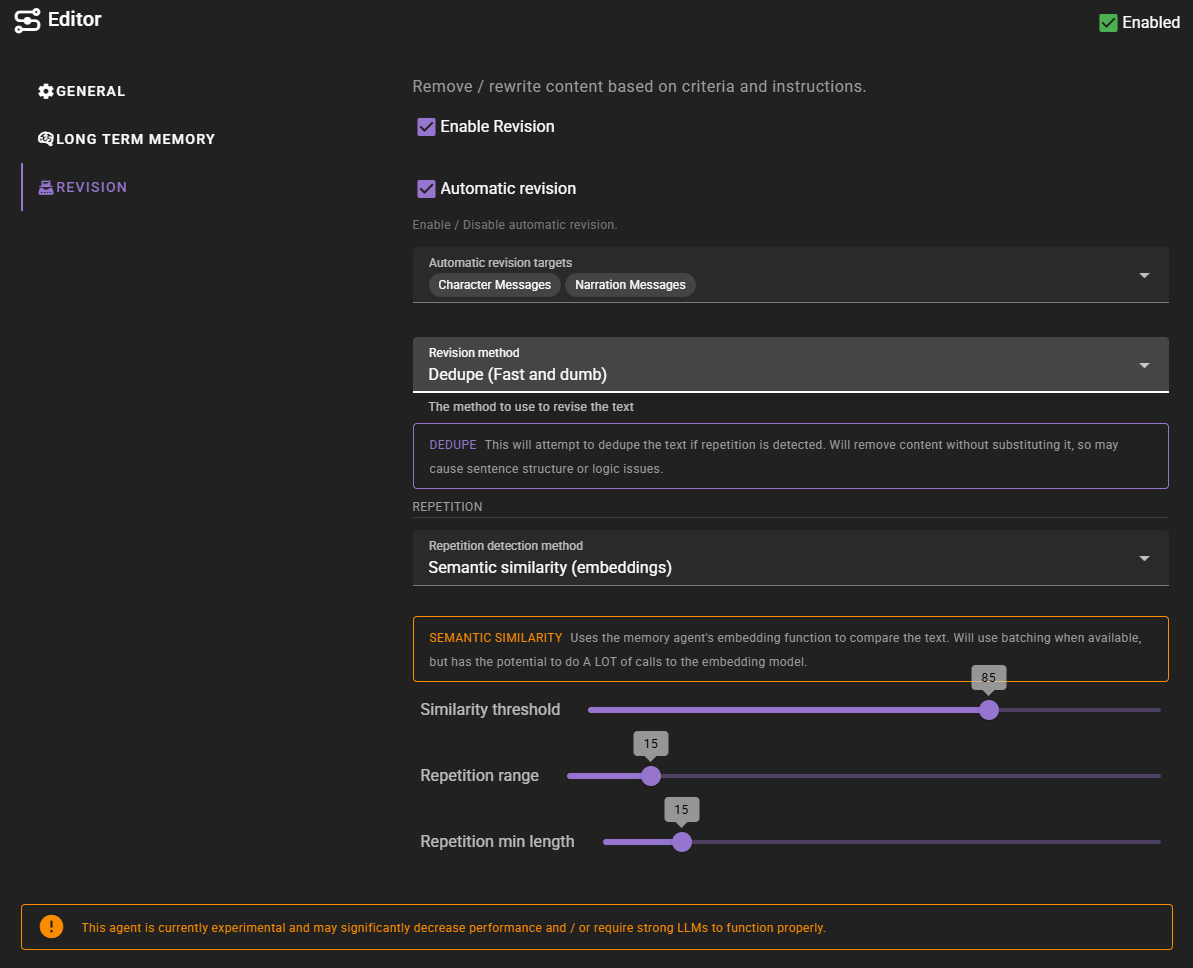 Editor
Enabled
GENERAL
LONG TERM MEMORY
REVISION
Remove / rewrite content based on criteria and instructions.
Enable Revision
Automatic revision
Enable / Disable automatic revision.
Automatic revision targets
Character Messages Narration Messages
Revision method
Dedupe (Fast and dumb)
The method to use to revise the text
DEDUPE This will attempt to dedupe the text if repetition is detected. Will remove content without substituting it, so may
cause sentence structure or logic issues.
REPETITION
Repetition detection method
Semantic similarity (embeddings)
SEMANTIC SIMILARITY Uses the memory agent's embedding function to compare the text. Will use batching when available,
but has the potential to do A LOT of calls to the embedding model.
85
Similarity threshold
15
Repetition range
15
Repetition min length
This agent is currently experimental and may significantly decrease performance and / or require strong LLMs to function properly.